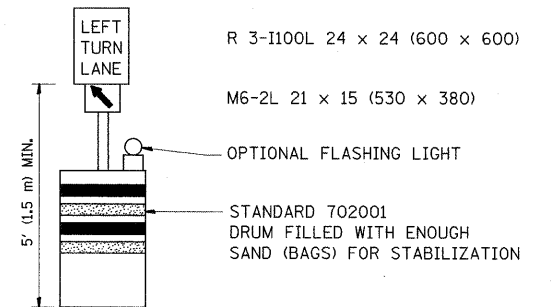 LEFT
TURN
LANE
R 3-I100L 24 x 24 (600 x 600)
M6-2L 21 x 15 (530 x 380)
5' (1.5 m) MIN.
OPTIONAL FLASHING LIGHT
STANDARD 702001
DRUM FILLED WITH ENOUGH
SAND (BAGS) FOR STABILIZATION